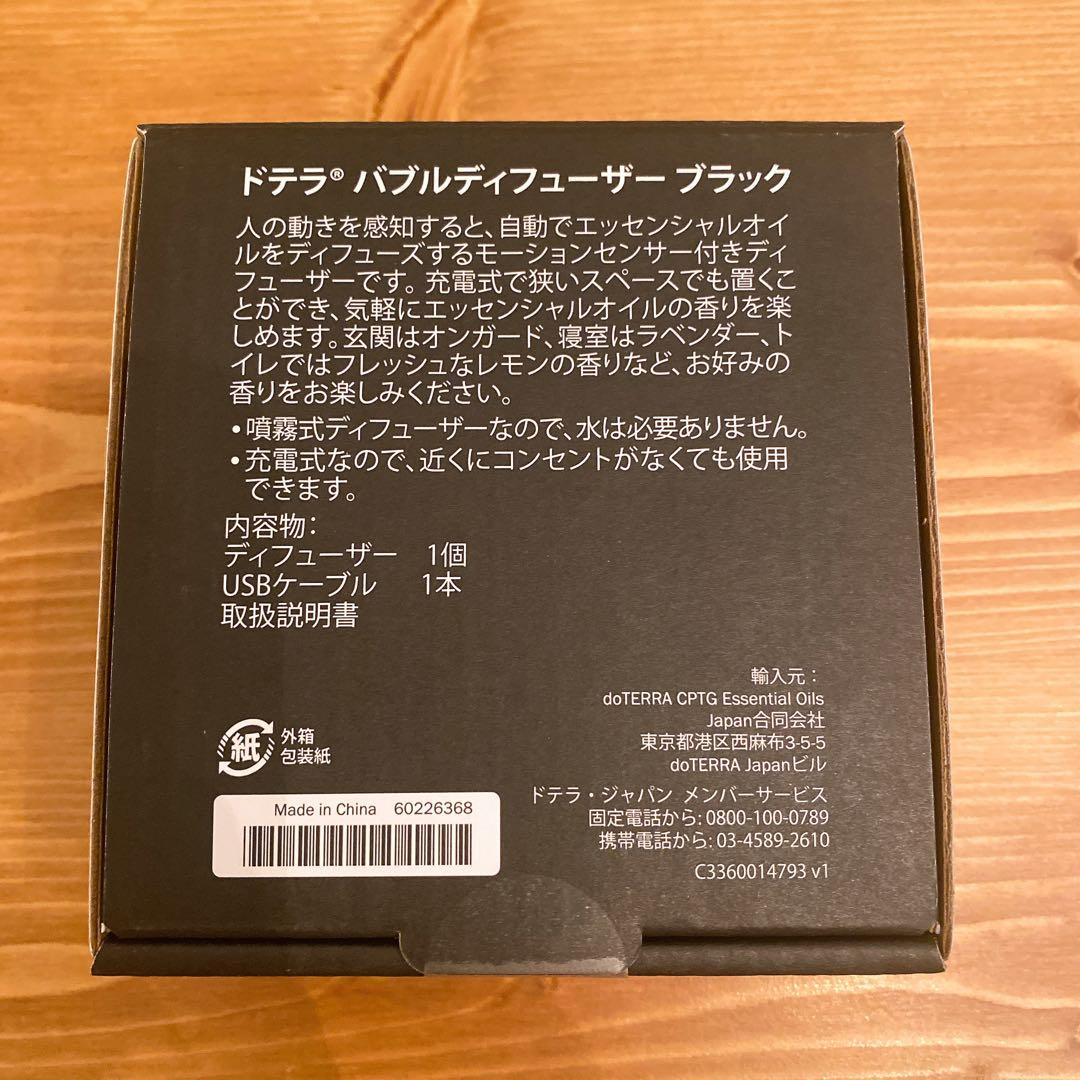 ドテラ® バブルディフューザー ブラック
人の動きを感知すると、自動でエッセンシャルオイ
ルをディフューズするモーションセンサー付きディ
フューザーです。充電式で狭いスペースでも置くこ
とができ、気軽にエッセンシャルオイルの香りを楽
しめます。玄関はオンガード、寝室はラベンダー、ト
イレではフレッシュなレモンの香りなど、お好みの
香りをお楽しみください。
•噴霧式ディフューザーなので、水は必要ありません。
•充電式なので、近くにコンセントがなくても使用
できます。
内容物：
ディフューザー 1個
USBケーブル 1本
取扱説明書
輸入元：
doTERRA CPTG Essential Oils
Japan合同会社
東京都港区西麻布3-5-5
doTERRA Japanビル
紙
外箱
包装紙
ドテラ・ジャパン メンバーサービス
固定電話から: 0800-100-0789
携帯電話から: 03-4589-2610
C3360014793 v1
Made in China 60226368